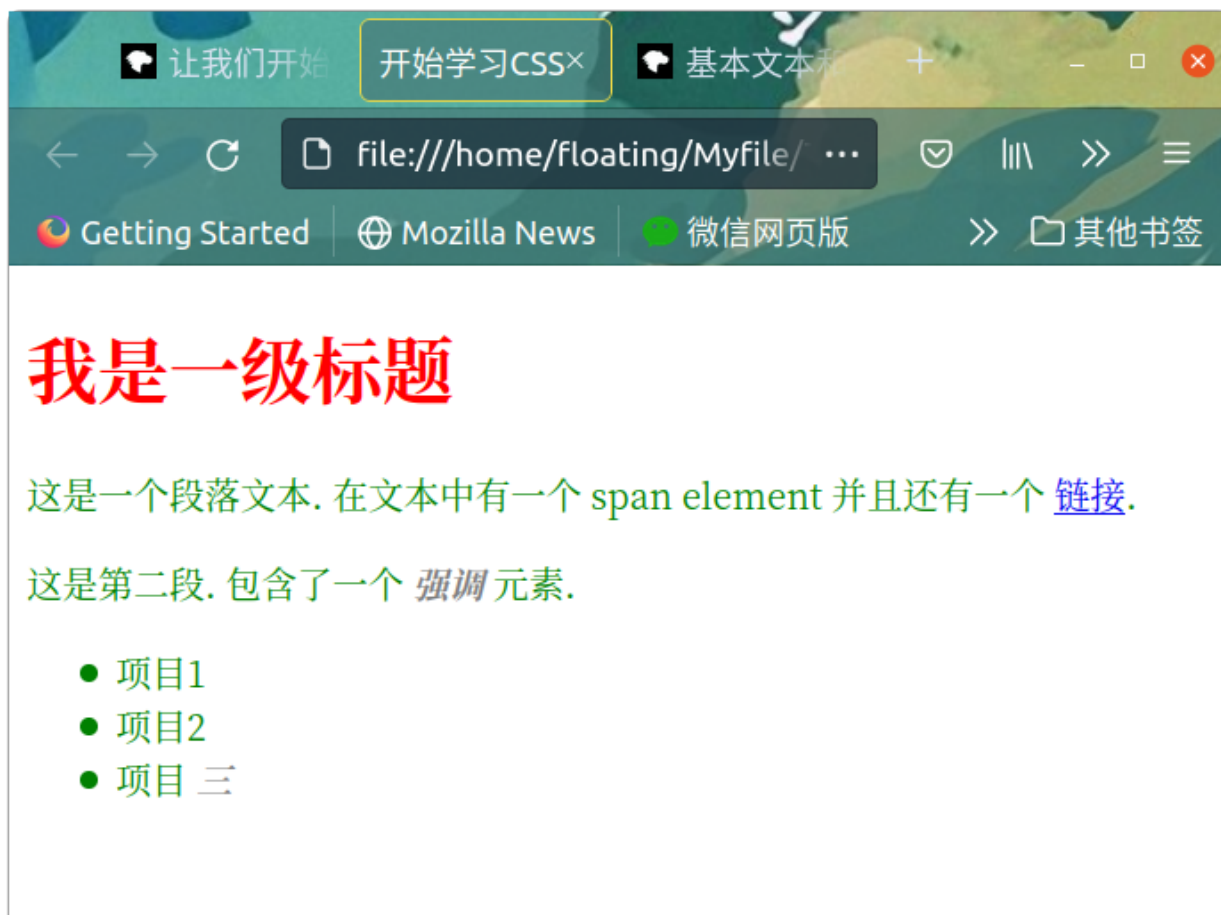 让我们开始 开始学习CSS 基本文本和
file:///home/floating/Myfile/
Getting Started Mozilla News 微信网页版 其他书签
我是一级标题
这是一个段落文本. 在文本中有一个 span element 并且还有一个 链接.
这是第二段. 包含了一个 强调 元素.
项目1
项目2
项目 三